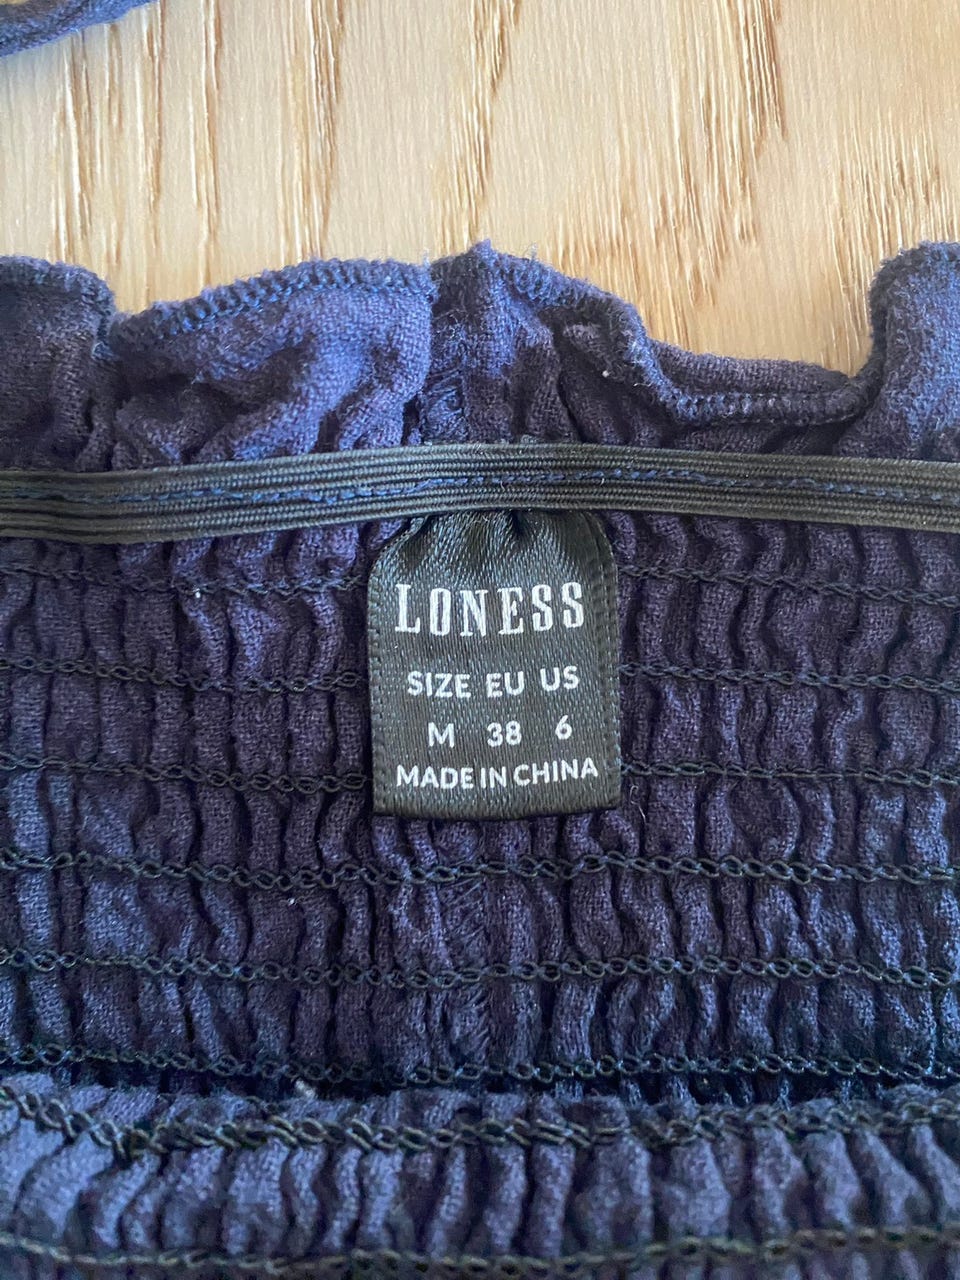 LONESS
SIZE EU US
M 38 6
MADE IN CHINA